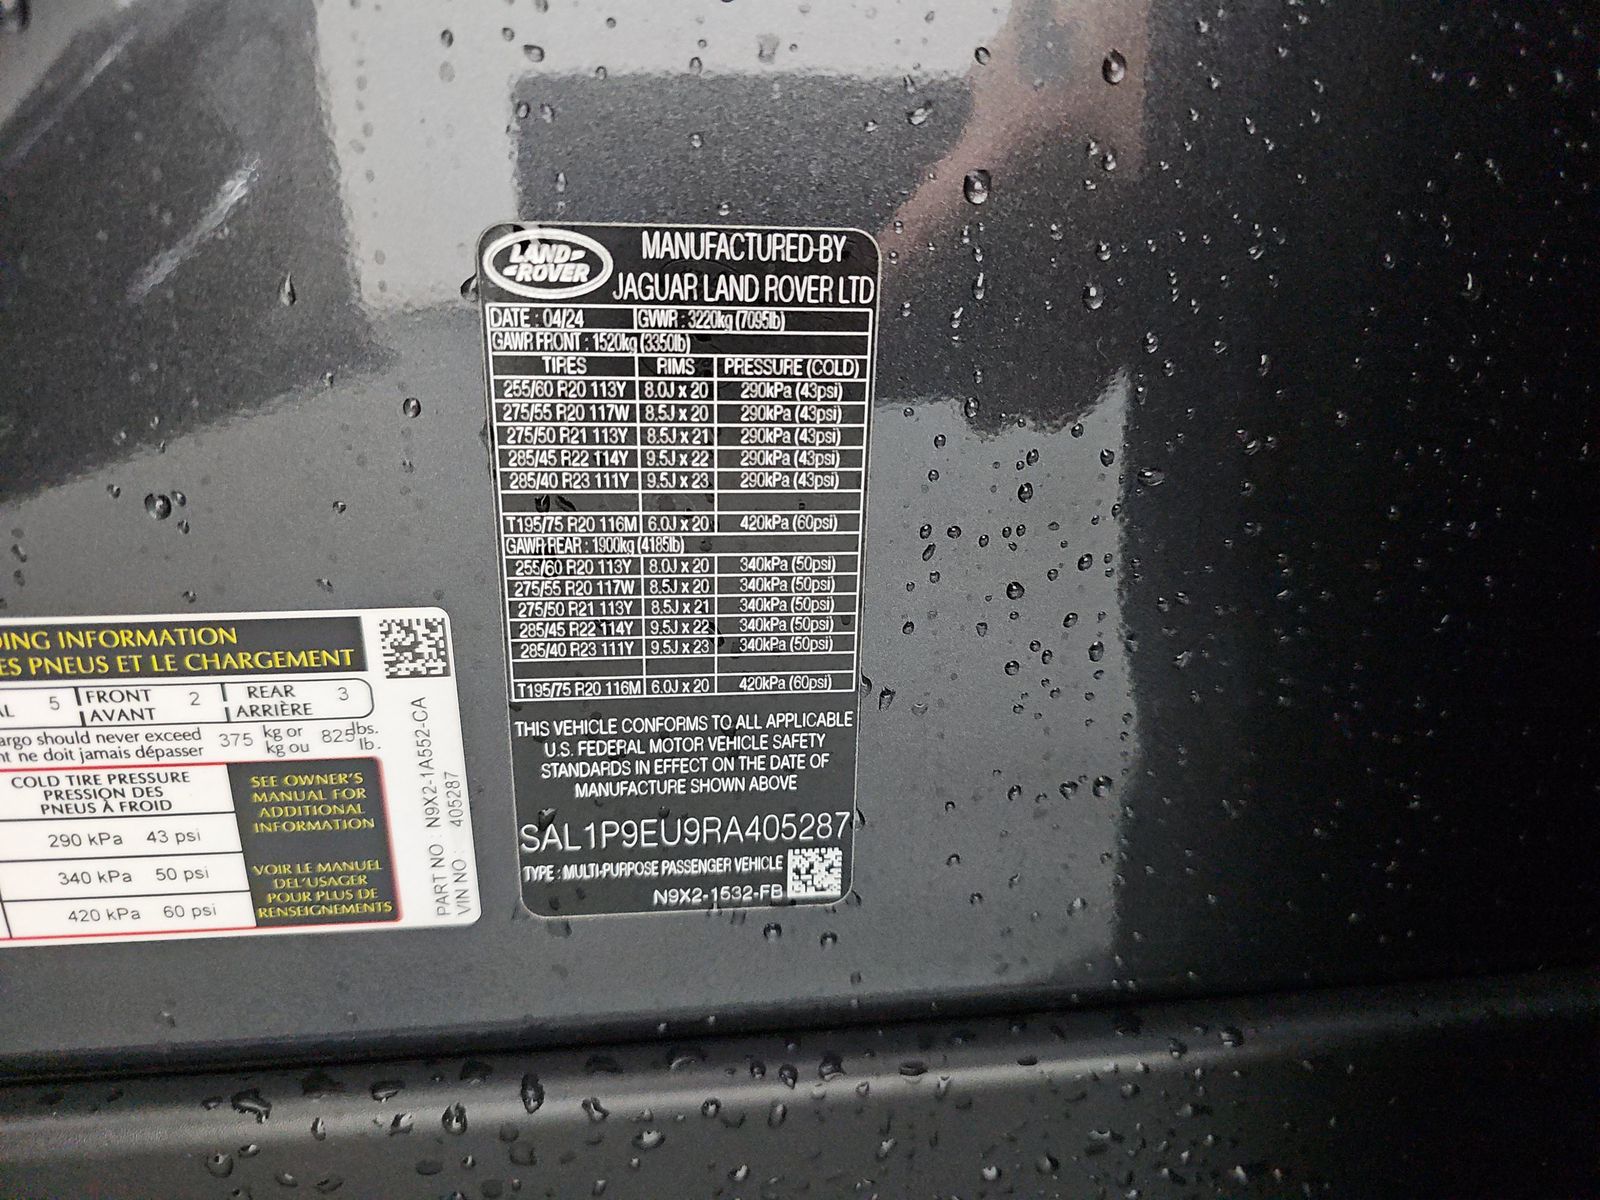 LAND ROVER
MANUFACTURED BY
JAGUAR LAND ROVER LTD
DATE : 04/24 GVWR : 3220kg (7095lb)
GAWR FRONT : 1520kg (3350lb)
TIRES RIMS PRESSURE (COLD)
255/60 R20 113Y 8.0J x 20 290kPa (43psi)
275/55 R20 117W 8.5J x 20 290kPa (43psi)
275/50 R21 113Y 8.5J x 21 290kPa (43psi)
285/45 R22 114Y 9.5J x 22 290kPa (43psi)
285/40 R23 111Y 9.5J x 23 290kPa (43psi)
T195/75 R20 116M 6.0J x 20 420kPa (60psi)
GAWR REAR : 1900kg (4185lb)
255/60 R20 113Y 8.0J x 20 340kPa (50psi)
275/55 R20 117W 8.5J x 20 340kPa (50psi)
275/50 R21 113Y 8.5J x 21 340kPa (50psi)
285/45 R22 114Y 9.5J x 22 340kPa (50psi)
285/40 R23 111Y 9.5J x 23 340kPa (50psi)
T195/75 R20 116M 6.0J x 20 420kPa (60psi)
THIS VEHICLE CONFORMS TO ALL APPLICABLE
U.S. FEDERAL MOTOR VEHICLE SAFETY
STANDARDS IN EFFECT ON THE DATE OF
MANUFACTURE SHOWN ABOVE
SAL1P9EU9RA405287
TYPE : MULTI-PURPOSE PASSENGER VEHICLE
N9X2-1532-FB
DING INFORMATION
ES PNEUS ET LE CHARGEMENT
AL 5 FRONT AVANT 2 REAR ARRIÈRE 3
argo should never exceed 375 kg or 825 lbs.
nt ne doit jamais dépasser kg ou lb.
COLD TIRE PRESSURE
PRESSION DES
PNEUS À FROID
290 kPa 43 psi
340 kPa 50 psi
420 kPa 60 psi
SEE OWNER'S
MANUAL FOR
ADDITIONAL
INFORMATION
VOIR LE MANUEL
DEL'USAGER
POUR PLUS DE
RENSEIGNEMENTS
PART NO : N9X2-1A552-CA
VIN NO : 405287